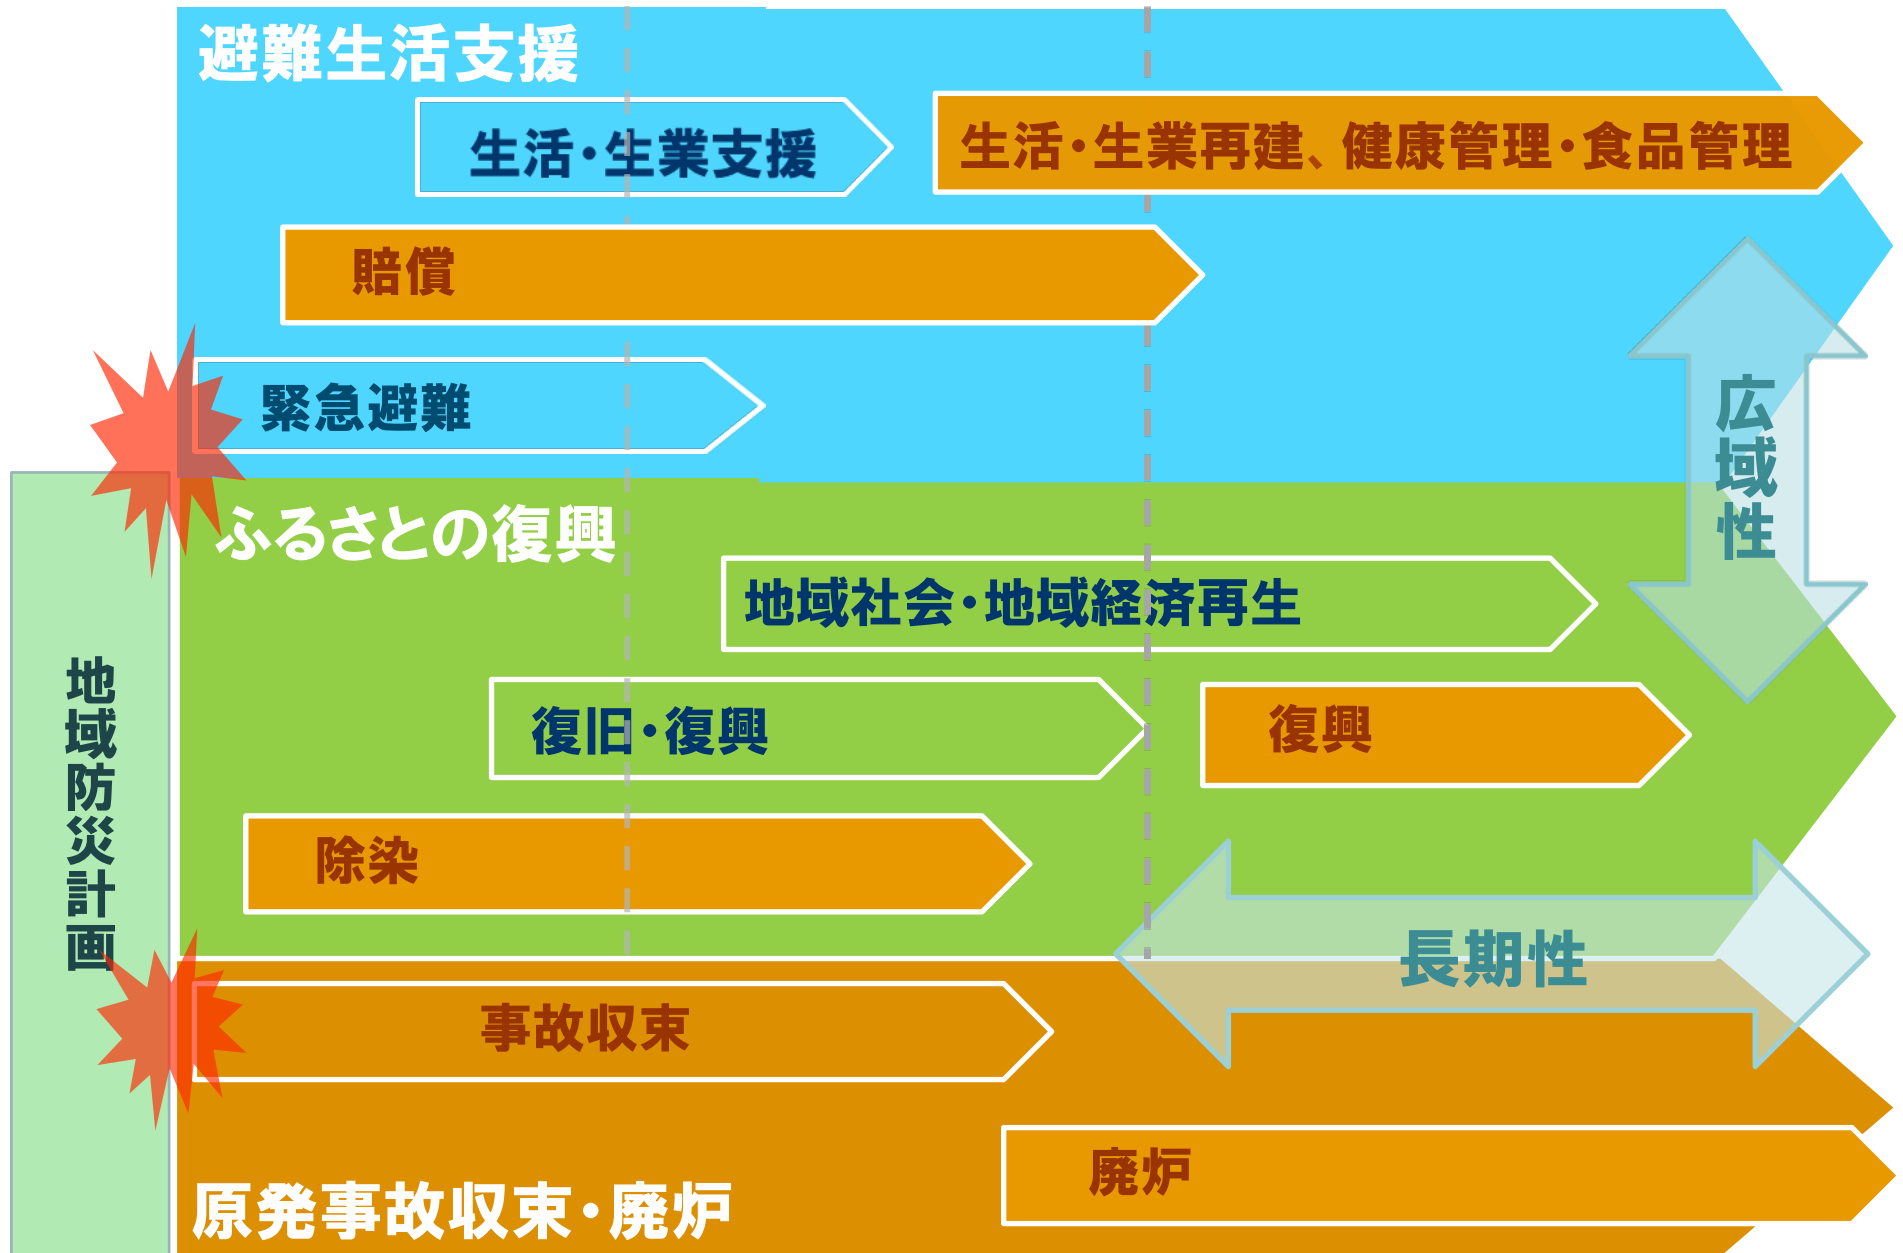 避難生活支援
生活・生業支援
生活・生業再建、健康管理・食品管理
賠償
緊急避難
広域性
ふるさとの復興
地域社会・地域経済再生
復旧・復興
復興
除染
地域防災計画
長期性
事故収束
廃炉
原発事故収束・廃炉